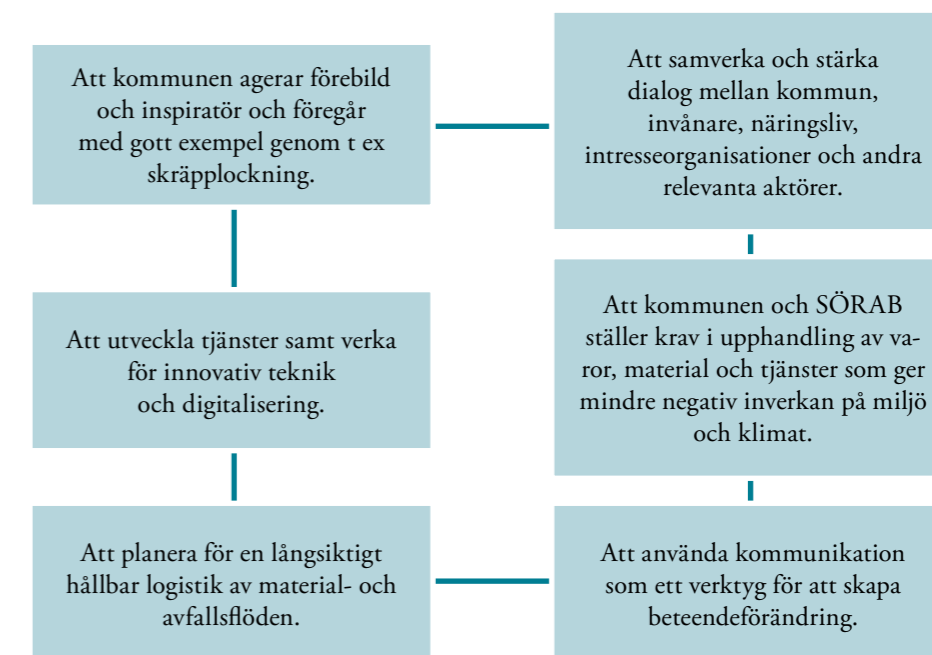 Att kommunen agerar förebild
och inspiratör och föregår
med gott exempel genom t ex
skräpplockning.
Att samverka och stärka
dialog mellan kommun,
invånare, näringsliv,
intresseorganisationer och andra
relevanta aktörer.
Att utveckla tjänster samt verka
för innovativ teknik
och digitalisering.
Att kommunen och SÖRAB
ställer krav i upphandling av va-
ror, material och tjänster som ger
mindre negativ inverkan på miljö
och klimat.
Att planera för en långsiktigt
hållbar logistik av material- och
avfallsflöden.
Att använda kommunikation
som ett verktyg för att skapa
beteendeförändring.